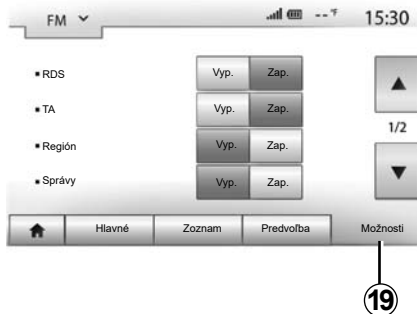 FM -- °F 15:30
RDS Vyp. Zap.
TA Vyp. Zap.
1/2
Región Vyp. Zap.
Správy Vyp. Zap.
Hlavné Zoznam Predvoľba Možnosti
19